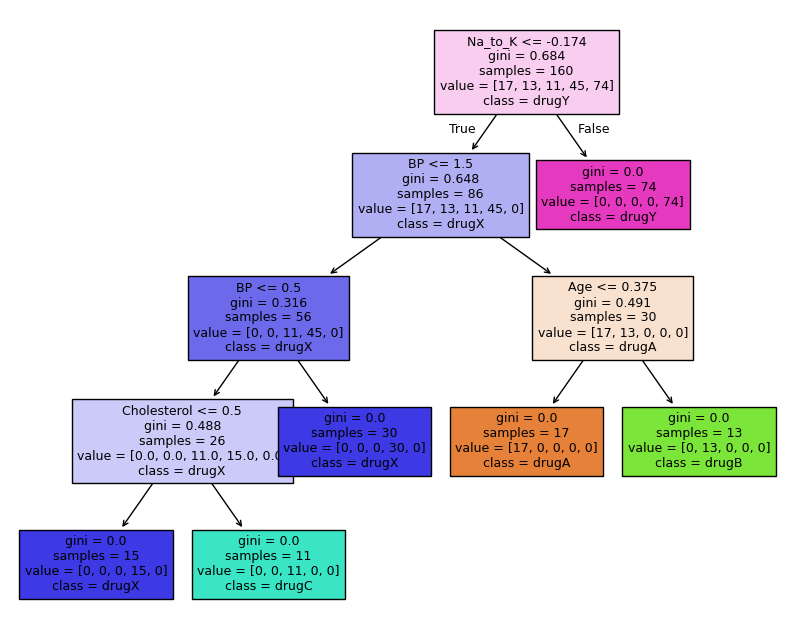 Na_to_K <= -0.174
gini = 0.684
samples = 160
value = [17, 13, 11, 45, 74]
class = drugY
True
False
BP <= 1.5
gini = 0.648
samples = 86
value = [17, 13, 11, 45, 0]
class = drugX
gini = 0.0
samples = 74
value = [0, 0, 0, 0, 74]
class = drugY
BP <= 0.5
gini = 0.316
samples = 56
value = [0, 0, 11, 45, 0]
class = drugX
Age <= 0.375
gini = 0.491
samples = 30
value = [17, 13, 0, 0, 0]
class = drugA
Cholesterol <= 0.5
gini = 0.488
samples = 26
value = [0.0, 0.0, 11.0, 15.0, 0.0
class = drugX
gini = 0.0
samples = 30
value = [0, 0, 0, 30, 0]
class = drugX
gini = 0.0
samples = 17
value = [17, 0, 0, 0, 0]
class = drugA
gini = 0.0
samples = 13
value = [0, 13, 0, 0, 0]
class = drugB
gini = 0.0
samples = 15
value = [0, 0, 0, 15, 0]
class = drugX
gini = 0.0
samples = 11
value = [0, 0, 11, 0, 0]
class = drugC